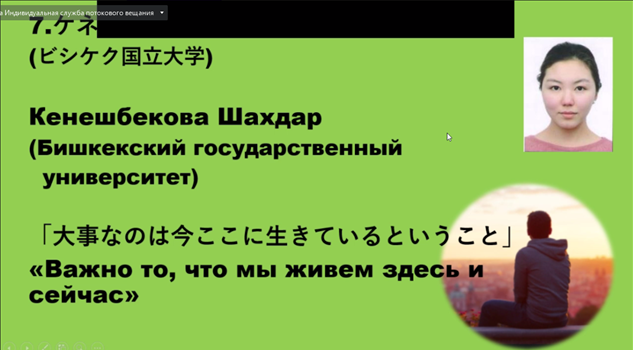 а Индивидуальная служба потокового вещания
7.ケネ
(ビシケク国立大学)
Кенешбекова Шахдар
(Бишкекский государственный
университет)
「大事なのは今ここに生きているということ」
«Важно то, что мы живем здесь и
сейчас»